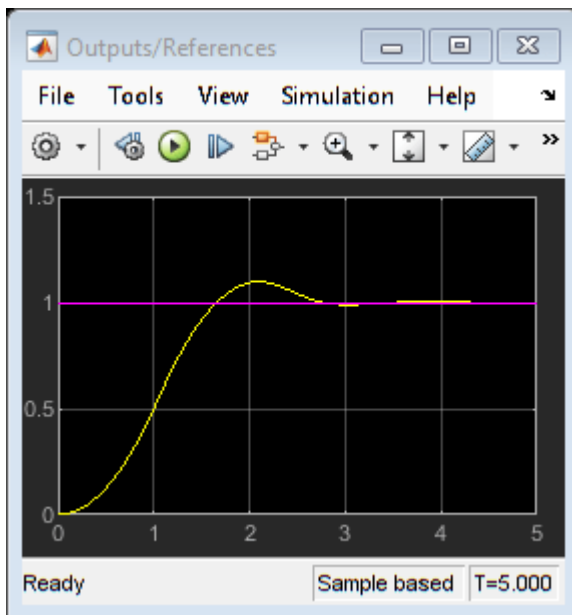 Outputs/References
File Tools View Simulation Help
1.5
1
0.5
0
0 1 2 3 4 5
Ready Sample based T=5.000